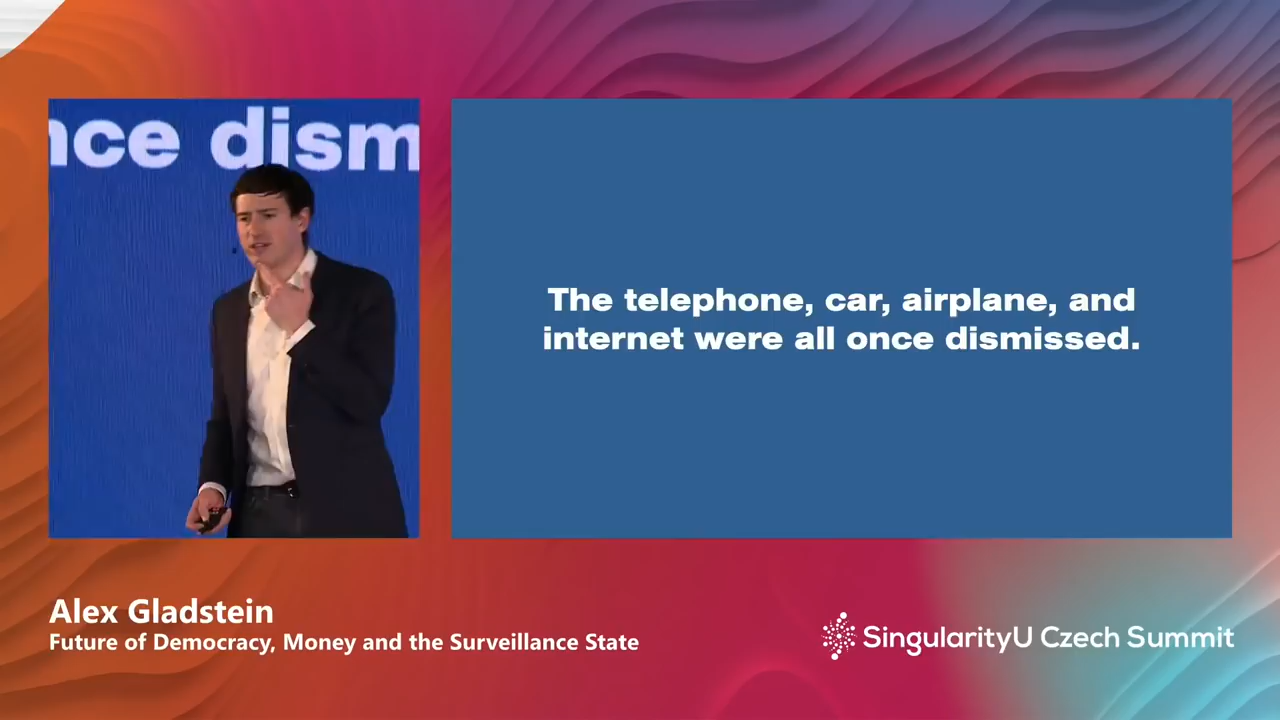 nce dism
The telephone, car, airplane, and
internet were all once dismissed.
Alex Gladstein
Future of Democracy, Money and the Surveillance State
SingularityU Czech Summit